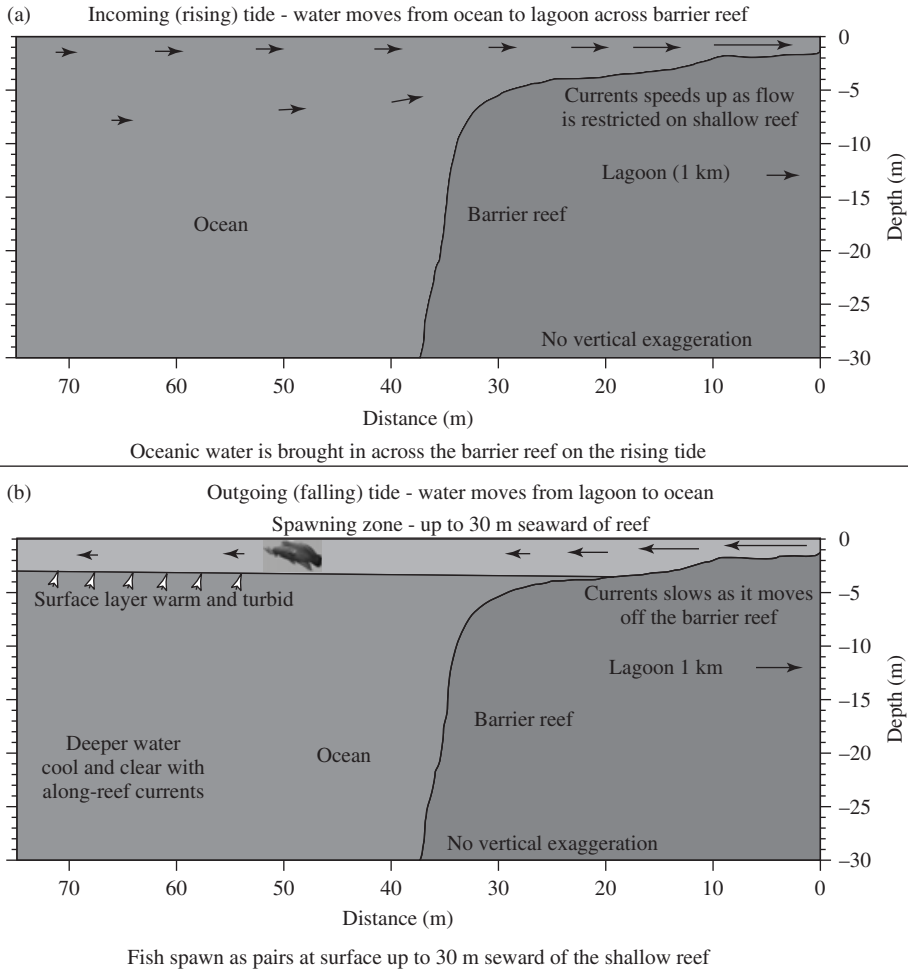 (a) Incoming (rising) tide - water moves from ocean to lagoon across barrier reef
0
–5
–10
–15
–20
–25
–30
Depth (m)
Currents speeds up as flow
is restricted on shallow reef
Lagoon (1 km)
Ocean
Barrier reef
No vertical exaggeration
70 60 50 40 30 20 10 0
Distance (m)
Oceanic water is brought in across the barrier reef on the rising tide
(b) Outgoing (falling) tide - water moves from lagoon to ocean
Spawning zone - up to 30 m seaward of reef
0
–5
–10
–15
–20
–25
–30
Depth (m)
Surface layer warm and turbid
Currents slows as it moves
off the barrier reef
Lagoon 1 km
Barrier reef
Deeper water
cool and clear with
along-reef currents
Ocean
No vertical exaggeration
70 60 50 40 30 20 10 0
Distance (m)
Fish spawn as pairs at surface up to 30 m seward of the shallow reef